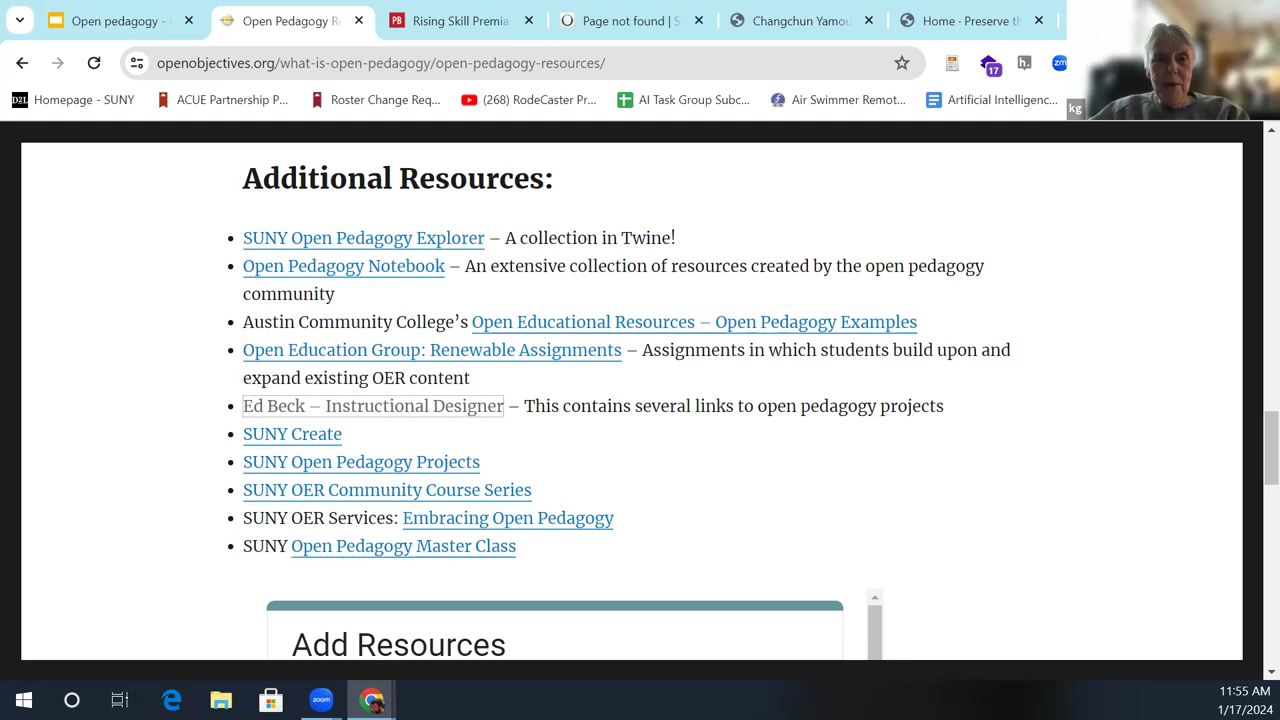 Open pedagogy -
Open Pedagogy R
Rising Skill Premia
Page not found | S
Changchun Yamou
Home · Preserve th
openobjectives.org/what-is-open-pedagogy/open-pedagogy-resources/
17
zm
D2L
Homepage - SUNY
ACUE Partnership P...
Roster Change Req...
(268) RodeCaster Pr...
AI Task Group Subc...
Air Swimmer Remot...
Artificial Intelligenc...
kg
Additional Resources:
• SUNY Open Pedagogy Explorer – A collection in Twine!
• Open Pedagogy Notebook – An extensive collection of resources created by the open pedagogy
community
• Austin Community College’s Open Educational Resources – Open Pedagogy Examples
• Open Education Group: Renewable Assignments – Assignments in which students build upon and
expand existing OER content
• Ed Beck – Instructional Designer – This contains several links to open pedagogy projects
• SUNY Create
• SUNY Open Pedagogy Projects
• SUNY OER Community Course Series
• SUNY OER Services: Embracing Open Pedagogy
• SUNY Open Pedagogy Master Class
Add Resources
zoom
11:55 AM
1/17/2024